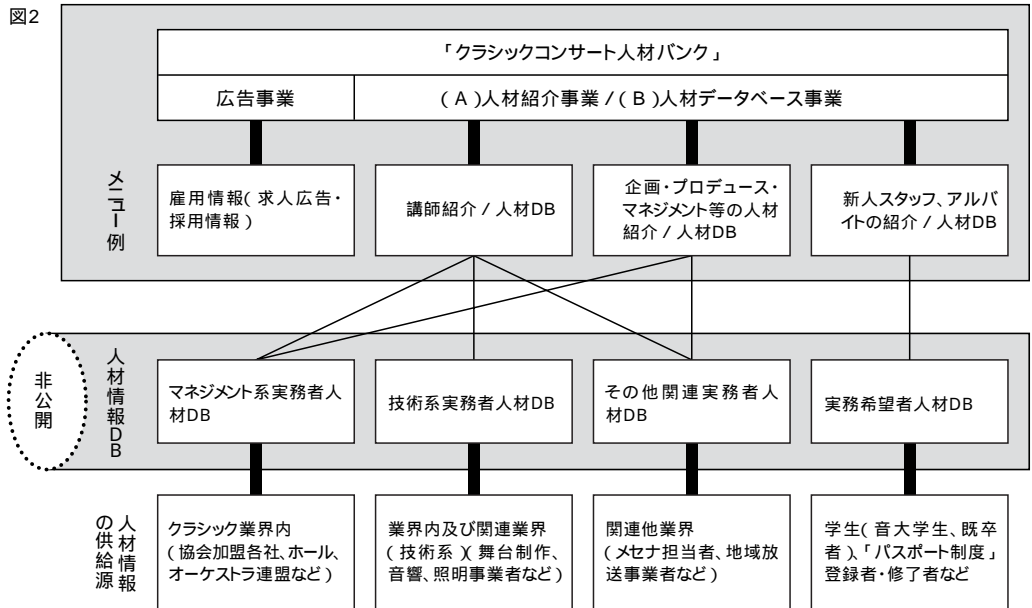 図2
「クラシックコンサート人材バンク」
広告事業
(A)人材紹介事業/(B)人材データベース事業
メニュー例
雇用情報(求人広告・
採用情報)
講師紹介/人材DB
企画・プロデュース・
マネジメント等の人材
紹介/人材DB
新人スタッフ、アルバ
イトの紹介/人材DB
非公開
人材情報DB
マネジメント系実務者人
材DB
技術系実務者人材DB
その他関連実務者人
材DB
実務希望者人材DB
人材情報
の供給源
クラシック業界内
(協会加盟各社、ホール、
オーケストラ連盟など)
業界内及び関連業界
(技術系)(舞台制作、
音響、照明事業者など)
関連他業界
(メセナ担当者、地域放
送事業者など)
学生(音大学生、既卒
者)、「パスポート制度」
登録者・修了者など